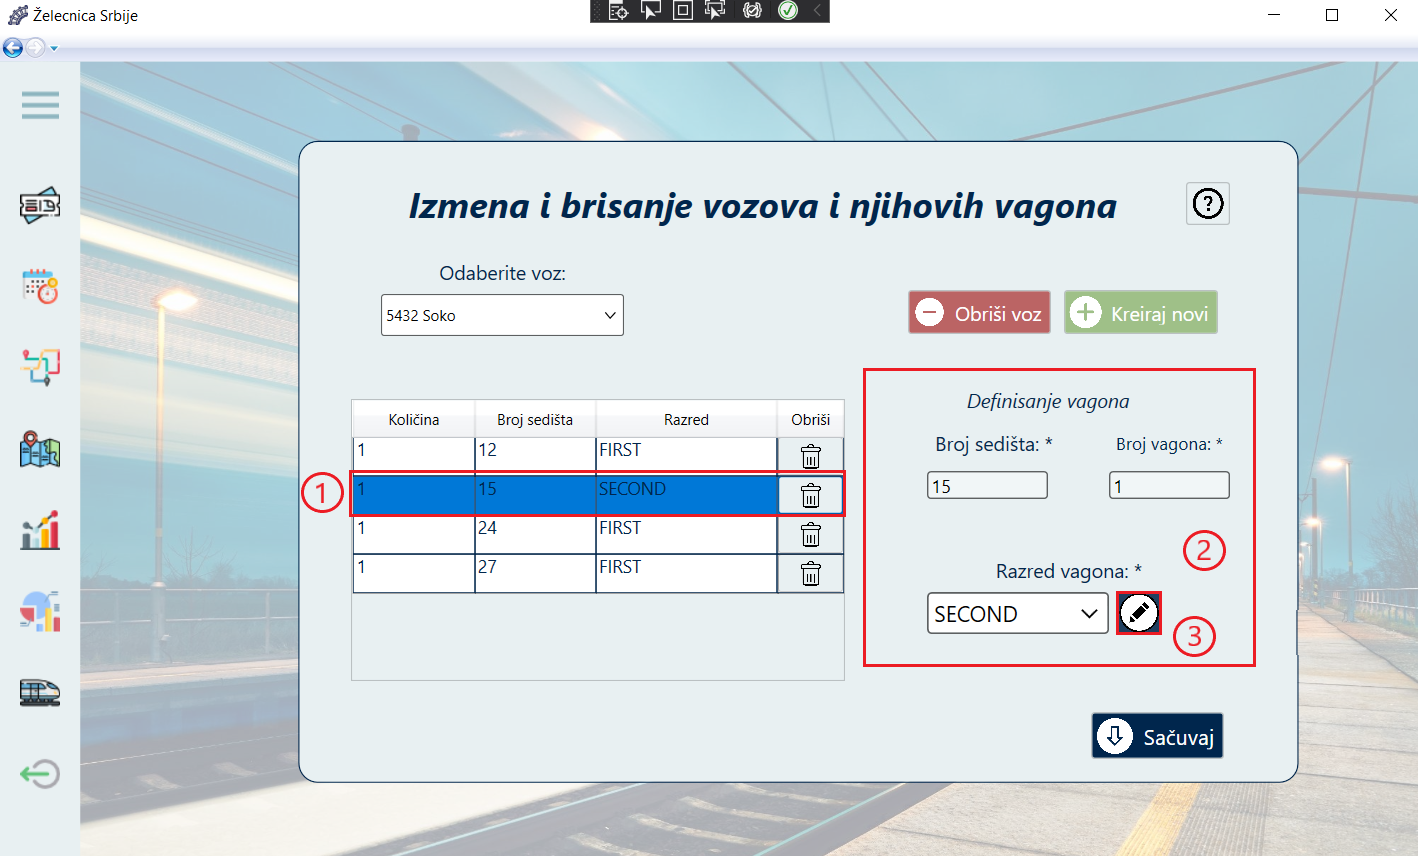 Želecnica Srbije
Izmena i brisanje vozova i njihovih vagona
Odaberite voz:
5432 Soko
Obriši voz
Kreiraj novi
Količina Broj sedišta Razred Obriši
1 12 FIRST
1 15 SECOND
1 24 FIRST
1 27 FIRST
1
Definisanje vagona
Broj sedišta: * Broj vagona: *
15 1
2
Razred vagona: *
SECOND
3
Sačuvaj